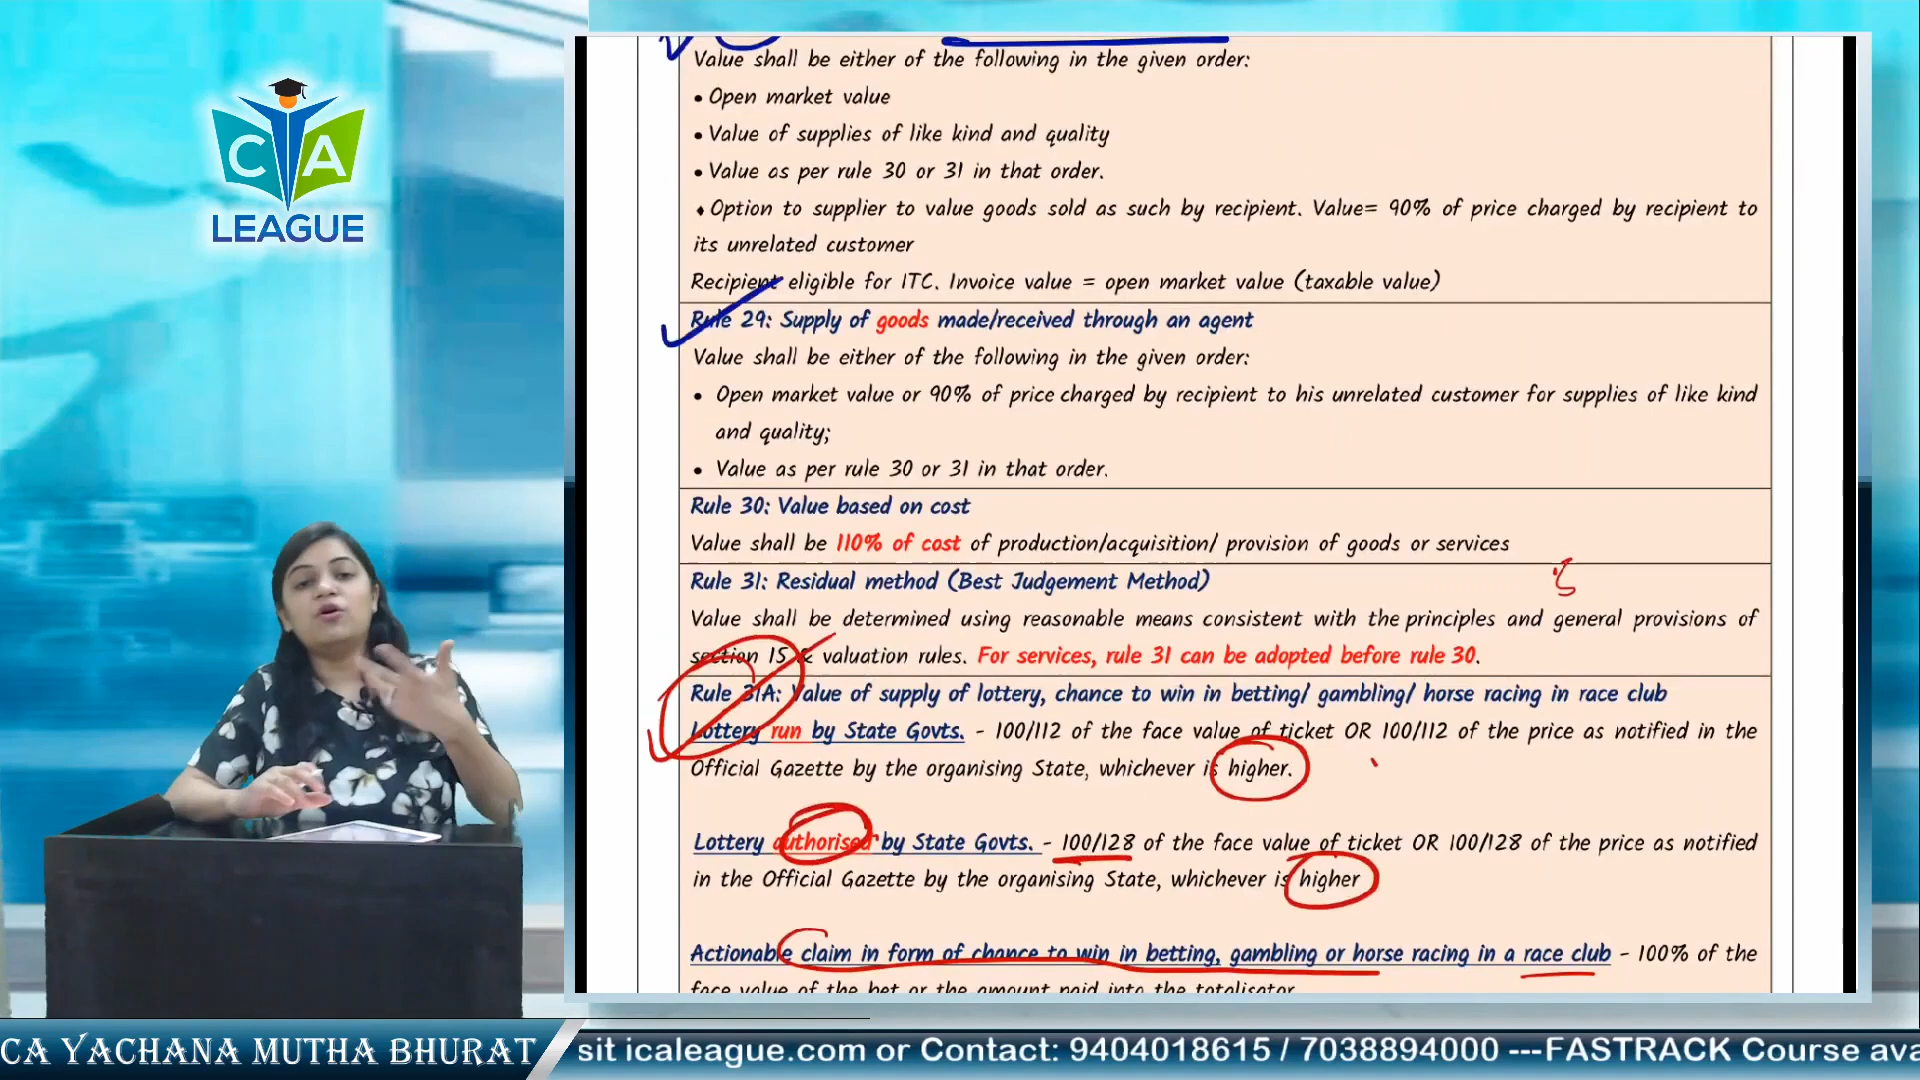 CA
LEAGUE
Value shall be either of the following in the given order:
• Open market value
• Value of supplies of like kind and quality
• Value as per rule 30 or 31 in that order.
♦ Option to supplier to value goods sold as such by recipient. Value= 90% of price charged by recipient to
its unrelated customer
Recipient eligible for ITC. Invoice value = open market value (taxable value)
Rule 29: Supply of goods made/received through an agent
Value shall be either of the following in the given order:
• Open market value or 90% of price charged by recipient to his unrelated customer for supplies of like kind
and quality;
• Value as per rule 30 or 31 in that order.
Rule 30: Value based on cost
Value shall be 110% of cost of production/acquisition/ provision of goods or services
Rule 31: Residual method (Best Judgement Method)
Value shall be determined using reasonable means consistent with the principles and general provisions of
section 15 & valuation rules. For services, rule 31 can be adopted before rule 30.
Rule 31A: Value of supply of lottery, chance to win in betting/ gambling/ horse racing in race club
Lottery run by State Govts. - 100/112 of the face value of ticket OR 100/112 of the price as notified in the
Official Gazette by the organising State, whichever is higher.
Lottery authorised by State Govts. - 100/128 of the face value of ticket OR 100/128 of the price as notified
in the Official Gazette by the organising State, whichever is higher
Actionable claim in form of chance to win in betting, gambling or horse racing in a race club - 100% of the
face value of the bet or the amount paid into the totalisator
CA YACHANA MUTHA BHURAT
sit icaleague.com or Contact: 9404018615 / 7038894000 ---FASTRACK Course ava